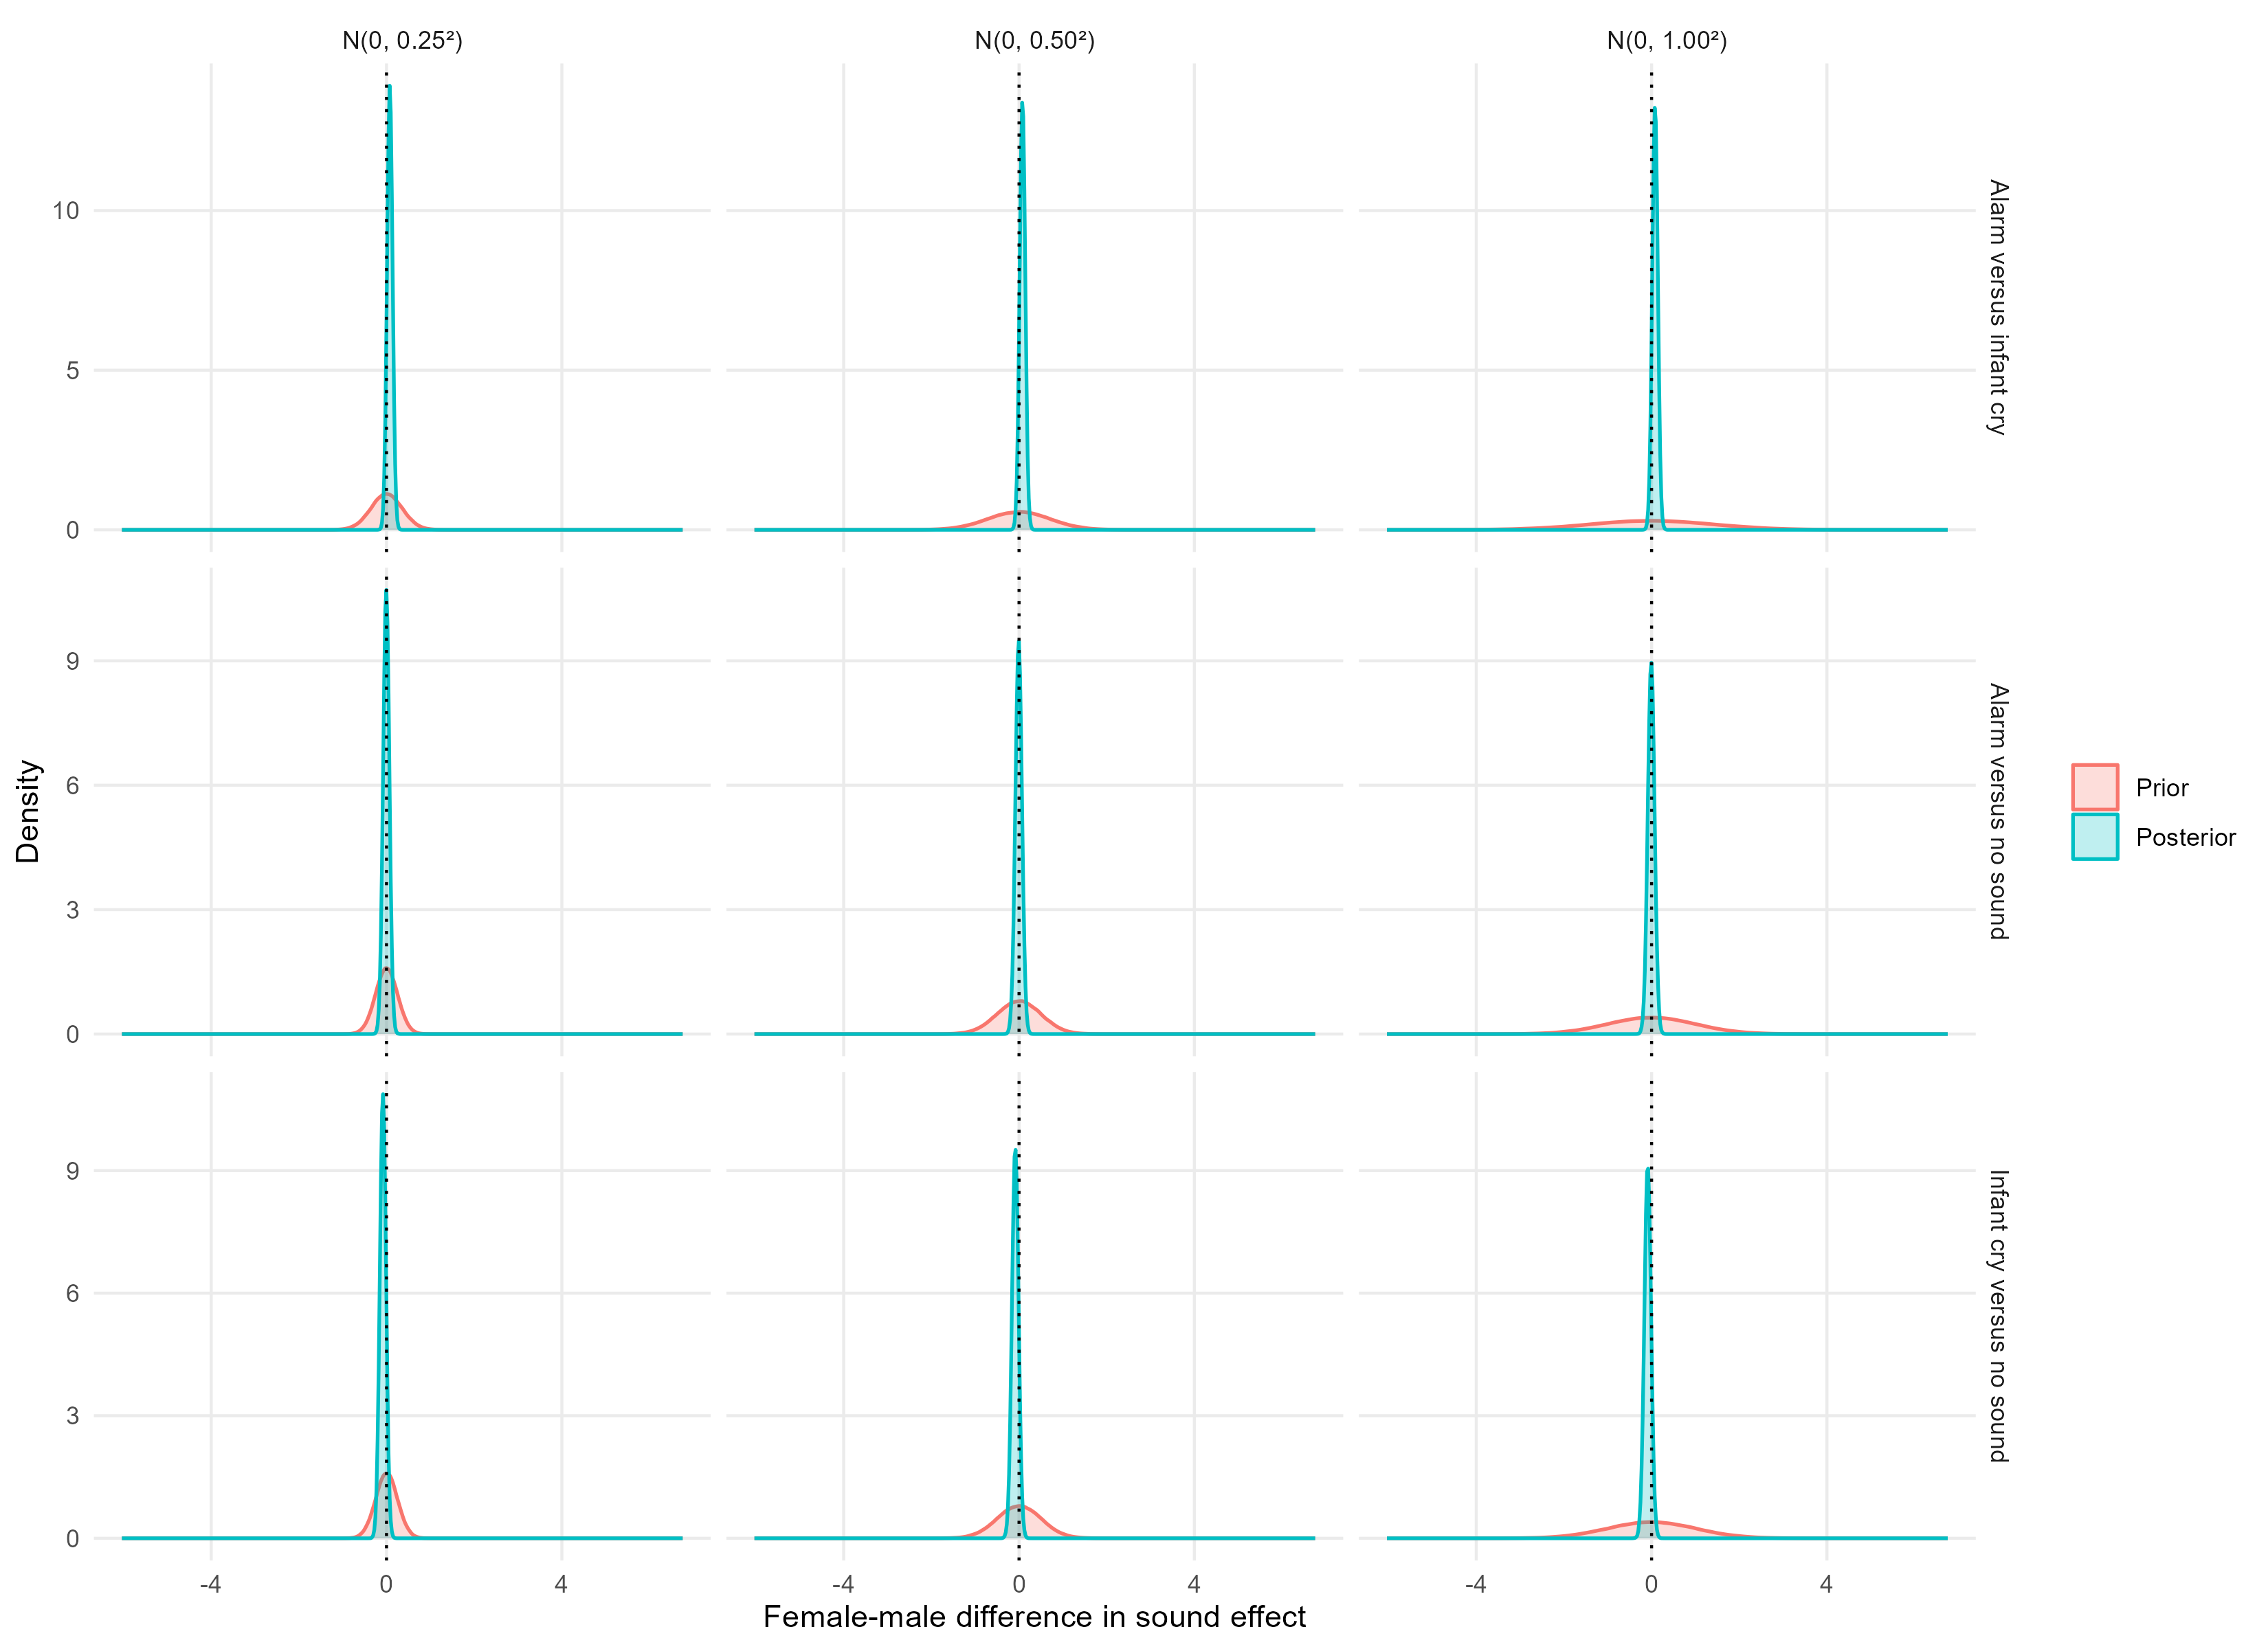 N(0, 0.25²)
N(0, 0.50²)
N(0, 1.00²)
10
5
0
Alarm versus infant cry
9
6
3
0
Alarm versus no sound
9
6
3
0
Infant cry versus no sound
-4
0
4
-4
0
4
-4
0
4
Density
Female-male difference in sound effect
Prior
Posterior